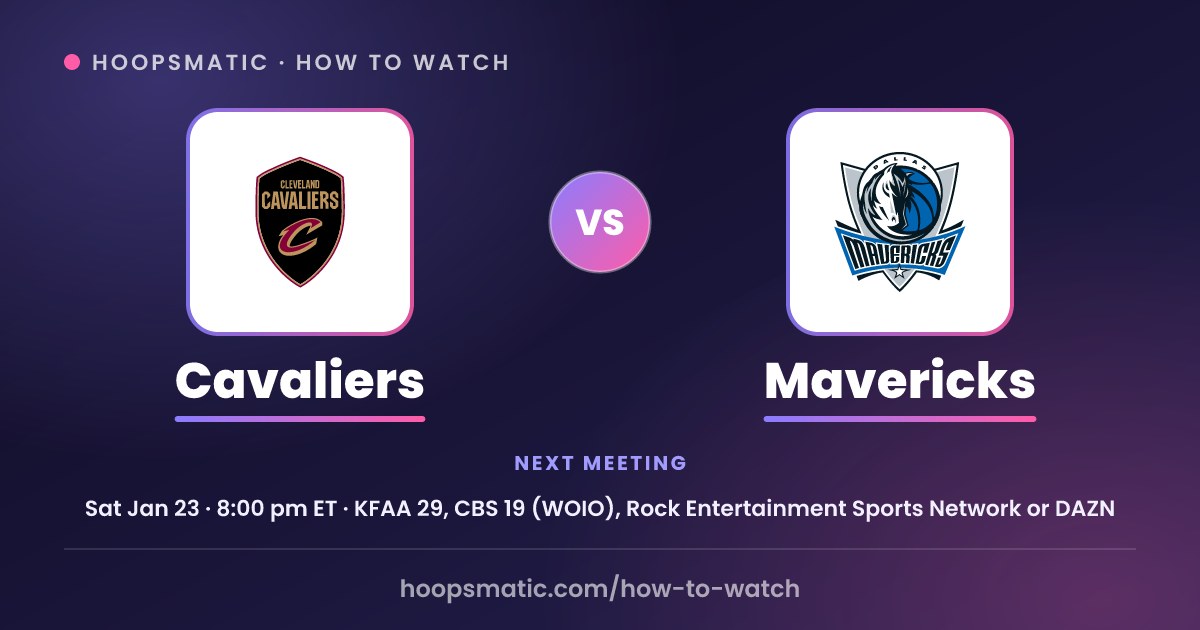 HOOPSMATIC · HOW TO WATCH
CLEVELAND
CAVALIERS
C
VS
DALLAS
MAVERICKS
Cavaliers
Mavericks
NEXT MEETING
Sat Jan 23 · 8:00 pm ET · KFAA 29, CBS 19 (WOIO), Rock Entertainment Sports Network or DAZN
hoopsmatic.com/how-to-watch